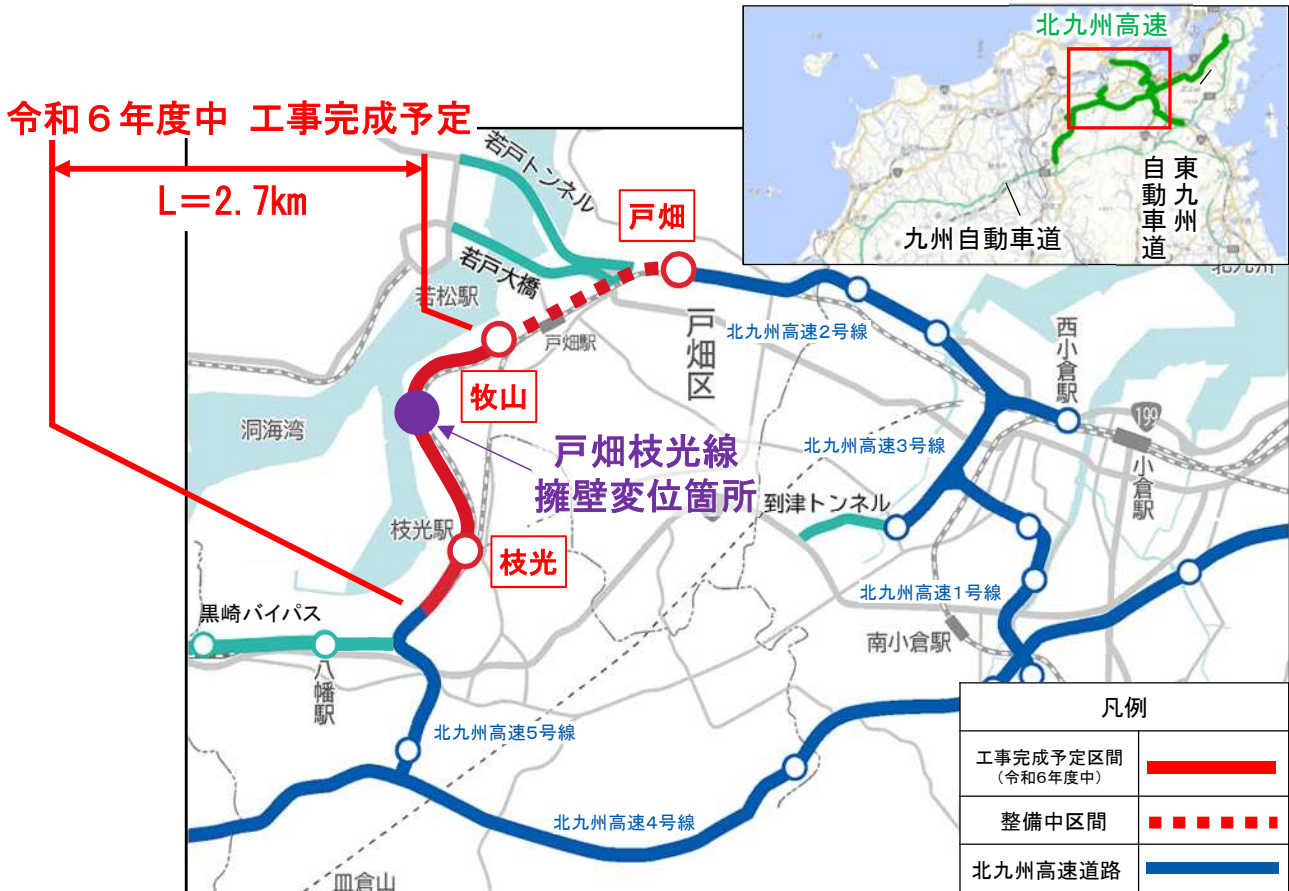 北九州高速
令和６年度中 工事完成予定
L＝2.7km
九州自動車道
東九州
自動車道
北九州
若戸トンネル
戸畑
若戸大橋
若松駅
戸畑駅
戸畑区
北九州高速2号線
西小倉駅
199
小倉駅
牧山
洞海湾
戸畑枝光線
擁壁変位箇所
北九州高速3号線
到津トンネル
枝光駅
枝光
北九州高速1号線
黒崎バイパス
南小倉駅
八幡駅
北九州高速5号線
北九州高速4号線
皿倉山
凡例
工事完成予定区間
（令和6年度中）
整備中区間
北九州高速道路